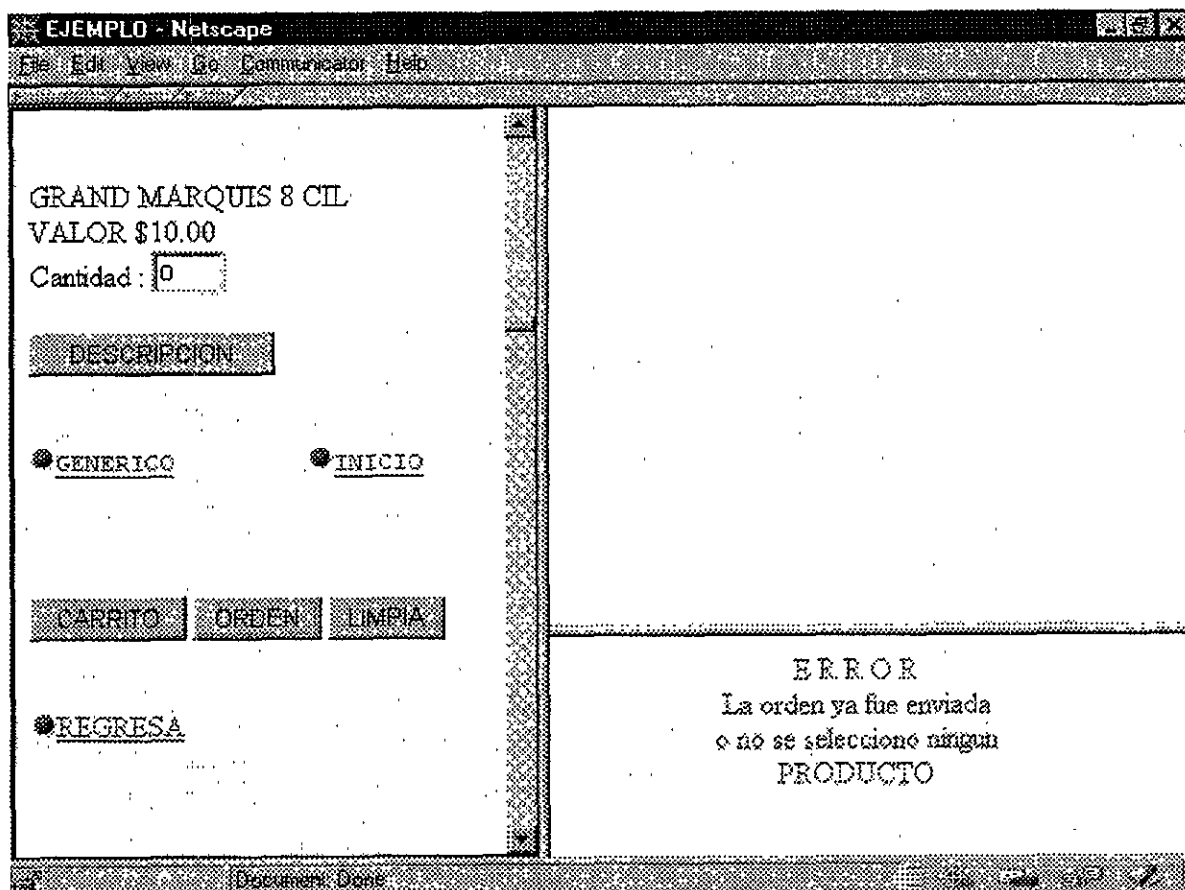 EJEMPLO - Netscape
File Edit View Go Communicator Help
GRAND MARQUIS 8 CIL
VALOR $10.00
Cantidad : 0
DESCRIPCION
GENERICO INICIO
CARRITO ORDEN LIMPIA
REGRESA
E R R O R
La orden ya fue enviada
o no se selecciono ningun
PRODUCTO
Document: Done